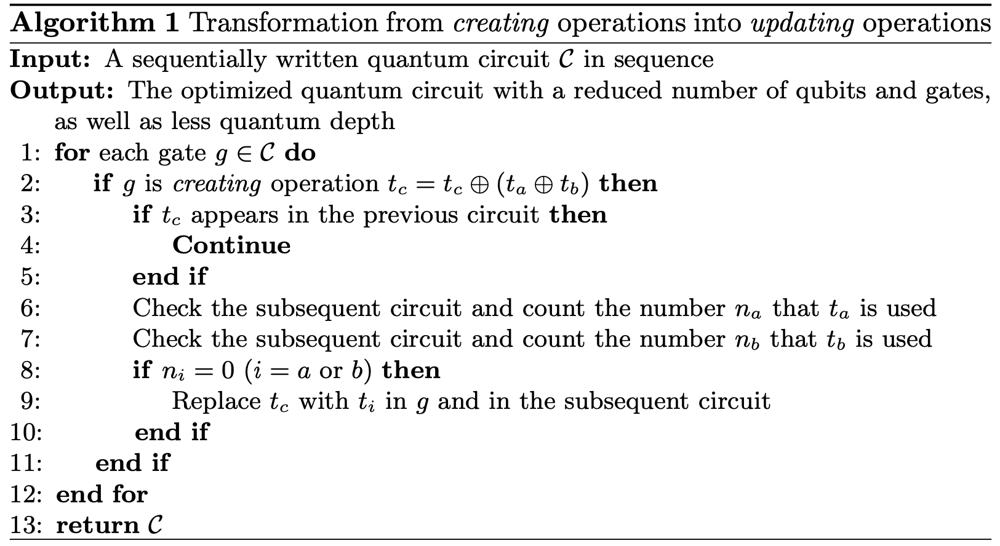 Algorithm 1 Transformation from creating operations into updating operations
Input: A sequentially written quantum circuit 𝒞 in sequence
Output: The optimized quantum circuit with a reduced number of qubits and gates,
as well as less quantum depth
1: for each gate g ∈ 𝒞 do
2: if g is creating operation t_c = t_c ⊕ (t_a ⊕ t_b) then
3: if t_c appears in the previous circuit then
4: Continue
5: end if
6: Check the subsequent circuit and count the number n_a that t_a is used
7: Check the subsequent circuit and count the number n_b that t_b is used
8: if n_i = 0 (i = a or b) then
9: Replace t_c with t_i in g and in the subsequent circuit
10: end if
11: end if
12: end for
13: return 𝒞